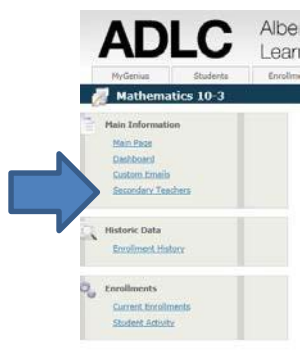 ADLC Albe
Lear
MyGenius Students Enrollme
Mathematics 10-3
Main Information
Main Page
Dashboard
Custom Emails
Secondary Teachers
Historic Data
Enrollment History
Enrollments
Current Enrollments
Student Activity